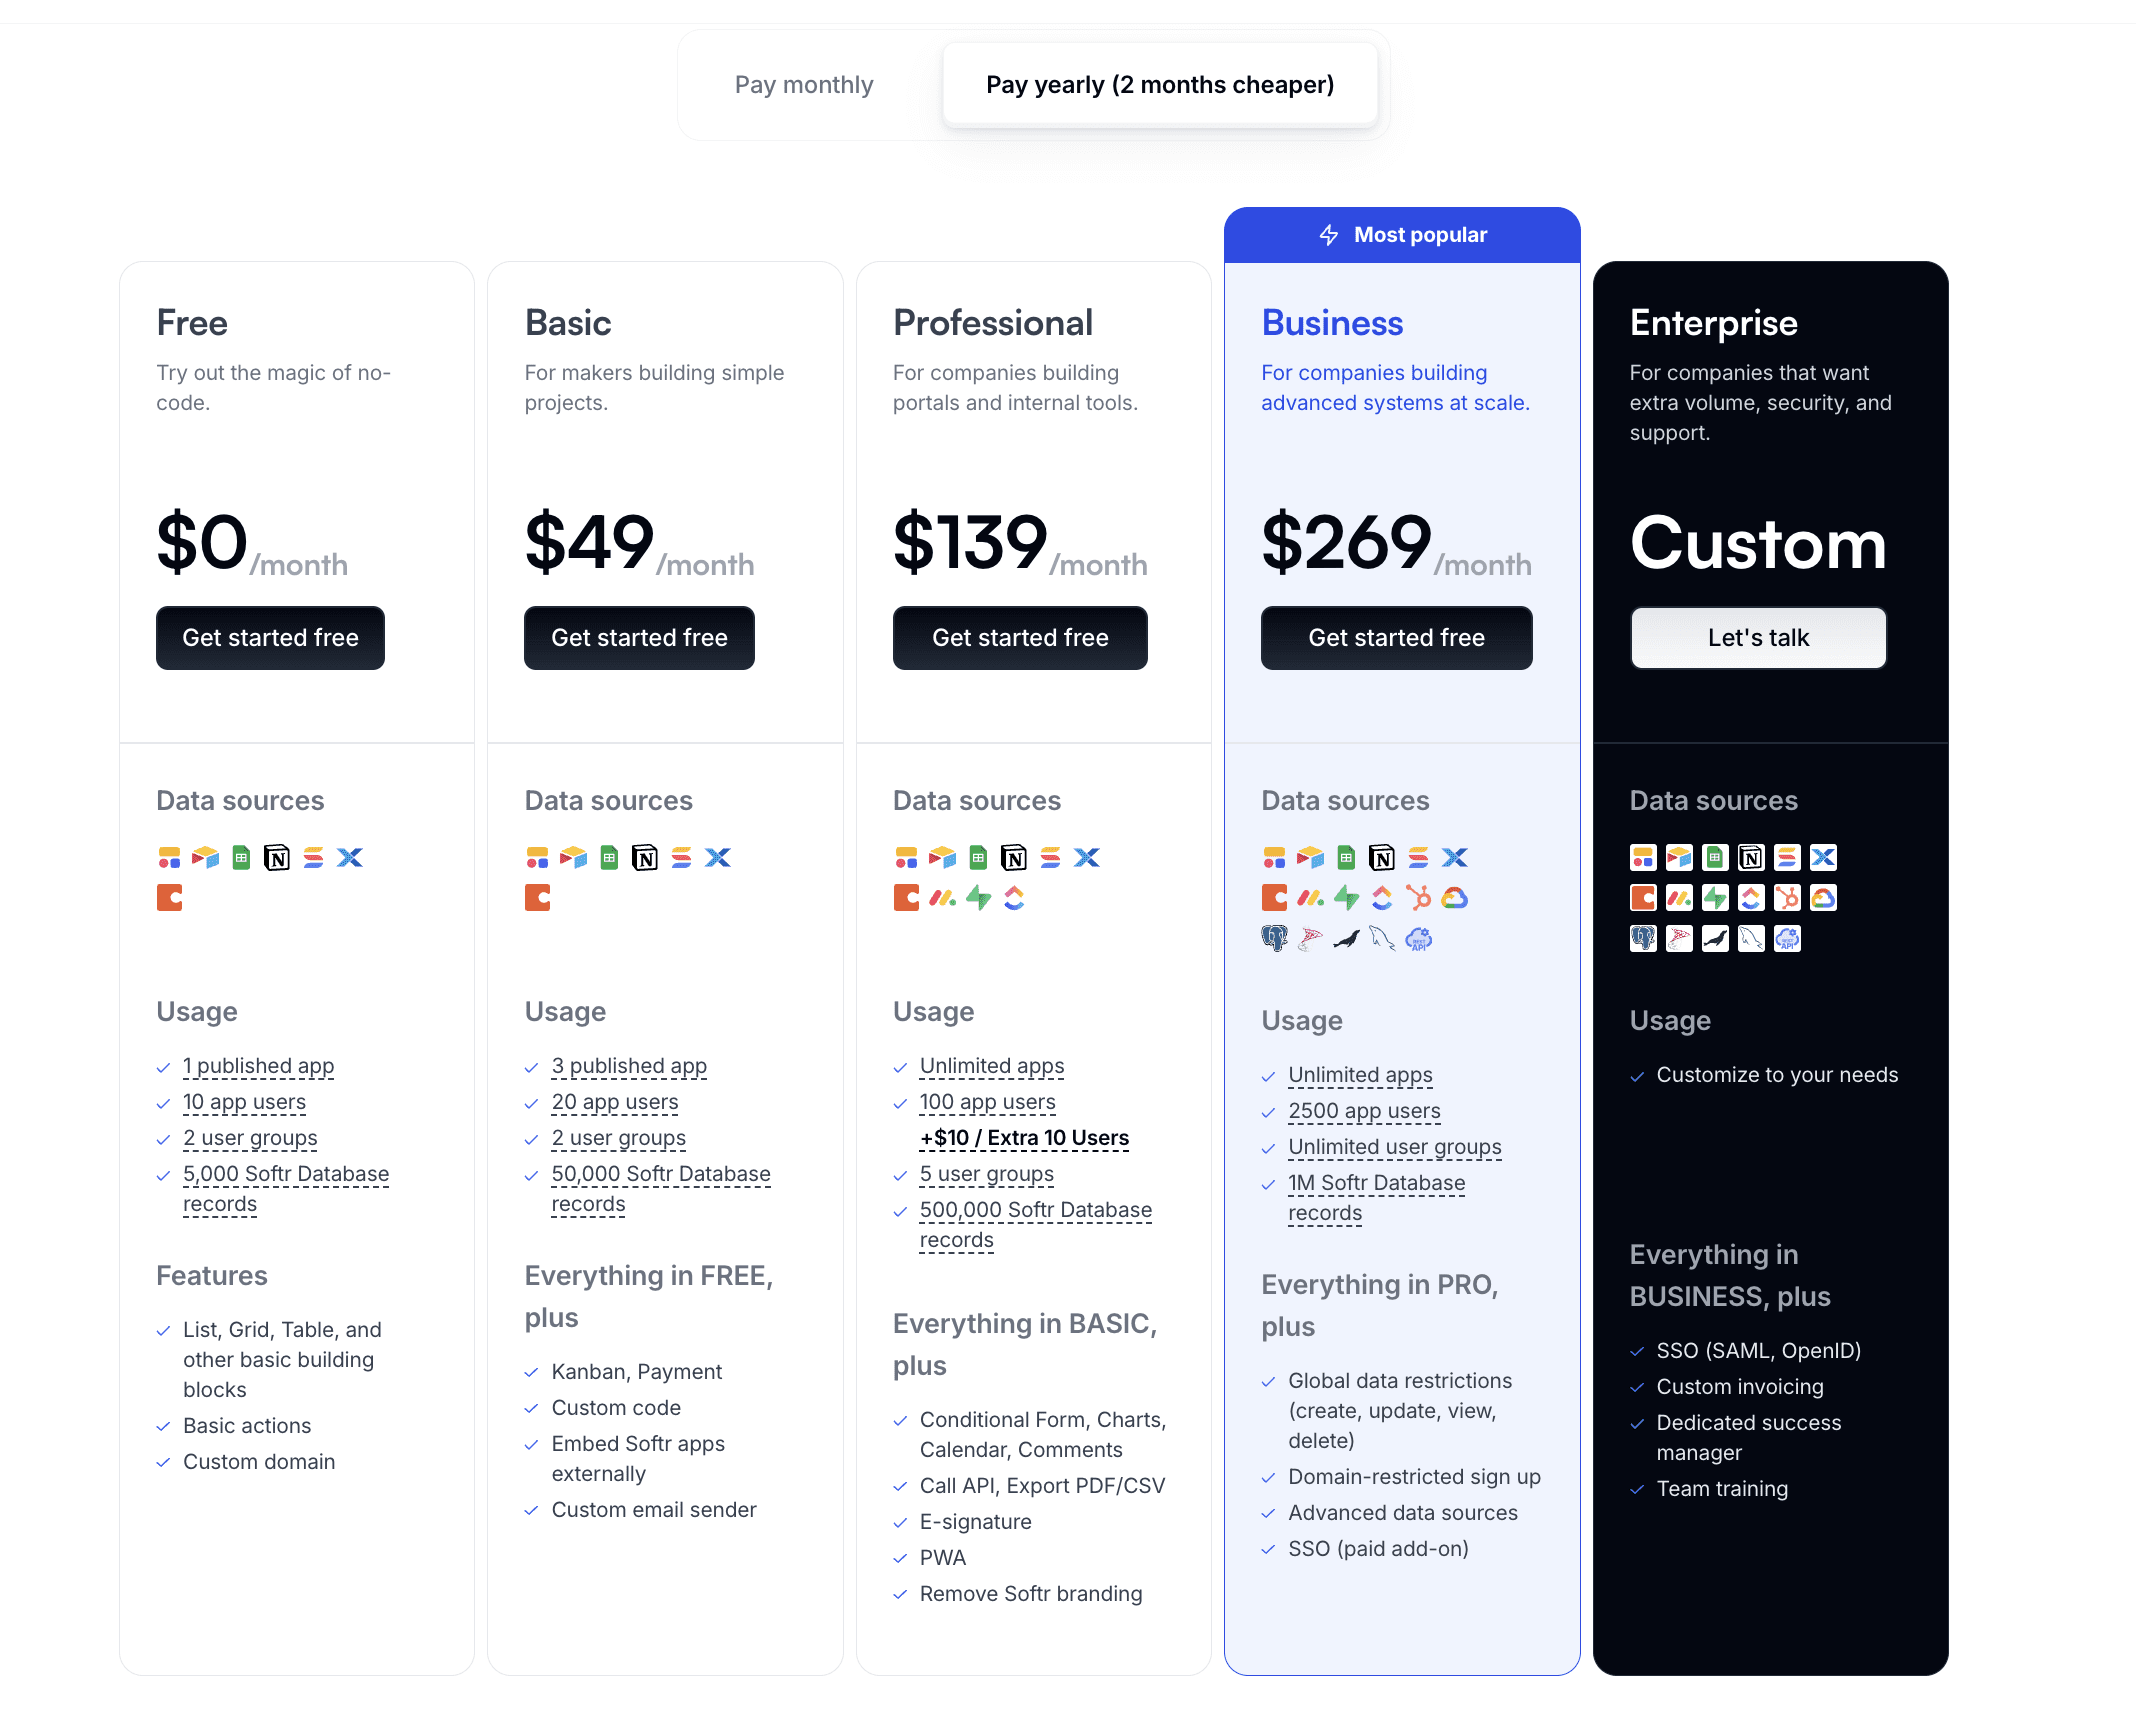 Pay monthly
Pay yearly (2 months cheaper)
Free
Try out the magic of no-
code.
$0/month
Get started free
Data sources
Usage
1 published app
10 app users
2 user groups
5,000 Softr Database
records
Features
List, Grid, Table, and
other basic building
blocks
Basic actions
Custom domain
Basic
For makers building simple
projects.
$49/month
Get started free
Data sources
Usage
3 published app
20 app users
2 user groups
50,000 Softr Database
records
Everything in FREE,
plus
Kanban, Payment
Custom code
Embed Softr apps
externally
Custom email sender
Professional
For companies building
portals and internal tools.
$139/month
Get started free
Data sources
Usage
Unlimited apps
100 app users
+$10 / Extra 10 Users
5 user groups
500,000 Softr Database
records
Everything in BASIC,
plus
Conditional Form, Charts,
Calendar, Comments
Call API, Export PDF/CSV
E-signature
PWA
Remove Softr branding
Most popular
Business
For companies building
advanced systems at scale.
$269/month
Get started free
Data sources
REST
API
Usage
Unlimited apps
2500 app users
Unlimited user groups
1M Softr Database
records
Everything in PRO,
plus
Global data restrictions
(create, update, view,
delete)
Domain-restricted sign up
Advanced data sources
SSO (paid add-on)
Enterprise
For companies that want
extra volume, security, and
support.
Custom
Let's talk
Data sources
REST
API
Usage
Customize to your needs
Everything in
BUSINESS, plus
SSO (SAML, OpenID)
Custom invoicing
Dedicated success
manager
Team training